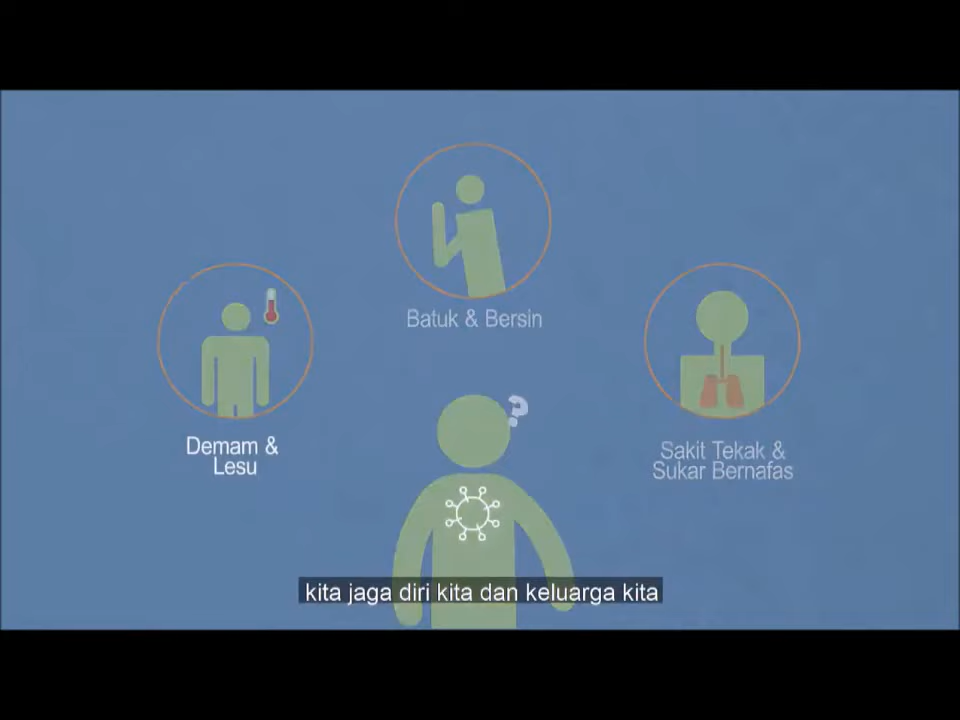 Batuk & Bersin
Demam &
Lesu
Sakit Tekak &
Sukar Bernafas
?
kita jaga diri kita dan keluarga kita